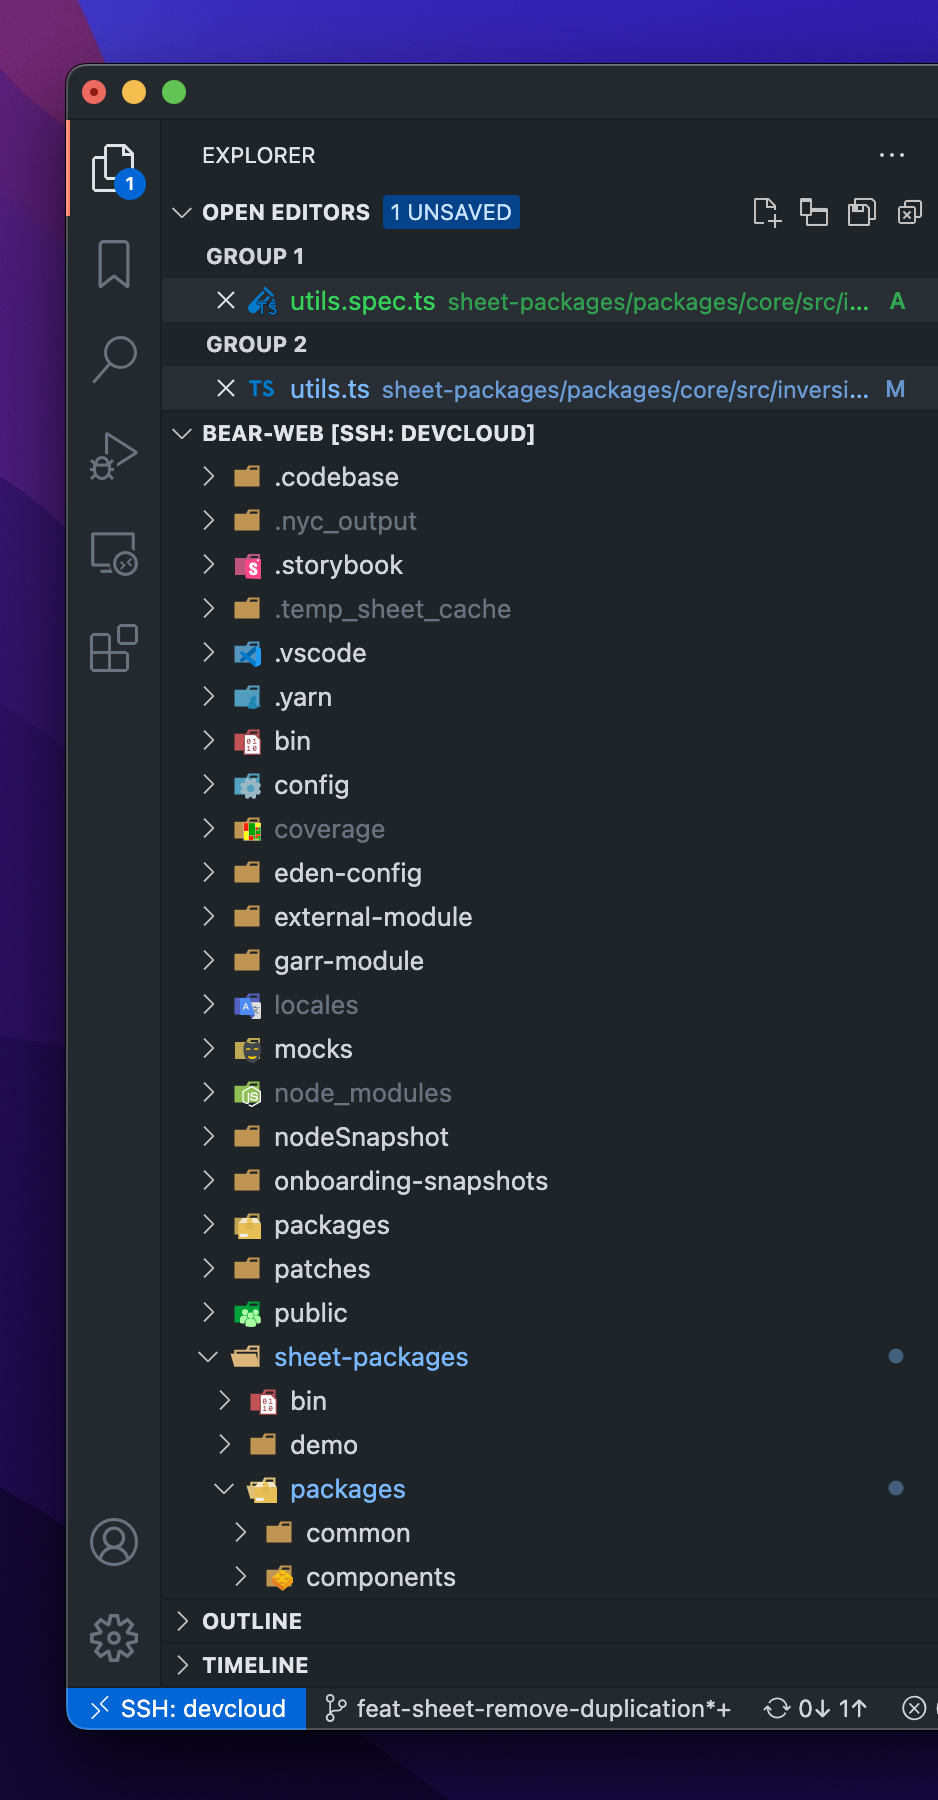 EXPLORER
OPEN EDITORS 1 UNSAVED
GROUP 1
utils.spec.ts sheet-packages/packages/core/src/i... A
GROUP 2
TS utils.ts sheet-packages/packages/core/src/inversi... M
BEAR-WEB [SSH: DEVCLOUD]
.codebase
.nyc_output
.storybook
.temp_sheet_cache
.vscode
.yarn
bin
config
coverage
eden-config
external-module
garr-module
locales
mocks
node_modules
nodeSnapshot
onboarding-snapshots
packages
patches
public
sheet-packages
bin
demo
packages
common
components
OUTLINE
TIMELINE
1
SSH: devcloud feat-sheet-remove-duplication*+ 0↓ 1↑